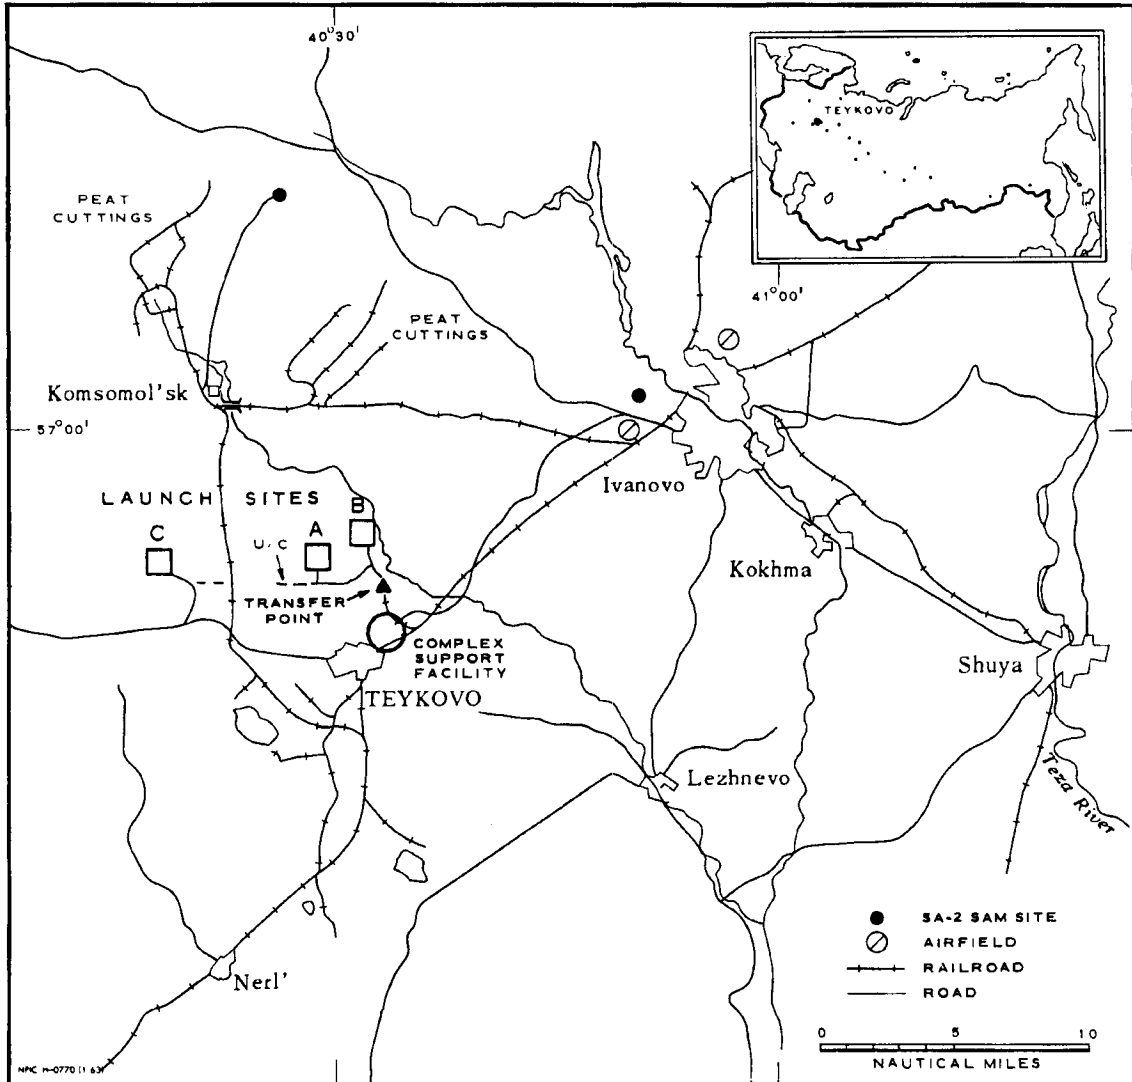 40°30'
TEYKOVO
PEAT
CUTTINGS
41°00'
PEAT
CUTTINGS
Komsomol'sk
57°00'
Ivanovo
LAUNCH SITES
B
C
A
U/C
Kokhma
TRANSFER
POINT
COMPLEX
SUPPORT
FACILITY
Shuya
TEYKOVO
Lezhnevo
Teza River
SA-2 SAM SITE
AIRFIELD
Nerl'
RAILROAD
ROAD
0 5 10
NAUTICAL MILES
NPIC H-0770 (1 63)